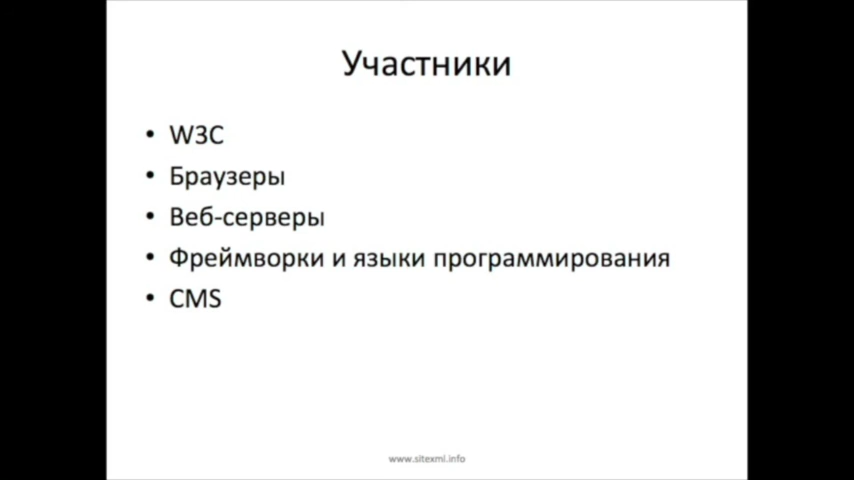 Участники
• W3C
• Браузеры
• Веб-серверы
• Фреймворки и языки программирования
• CMS
www.sitexml.info